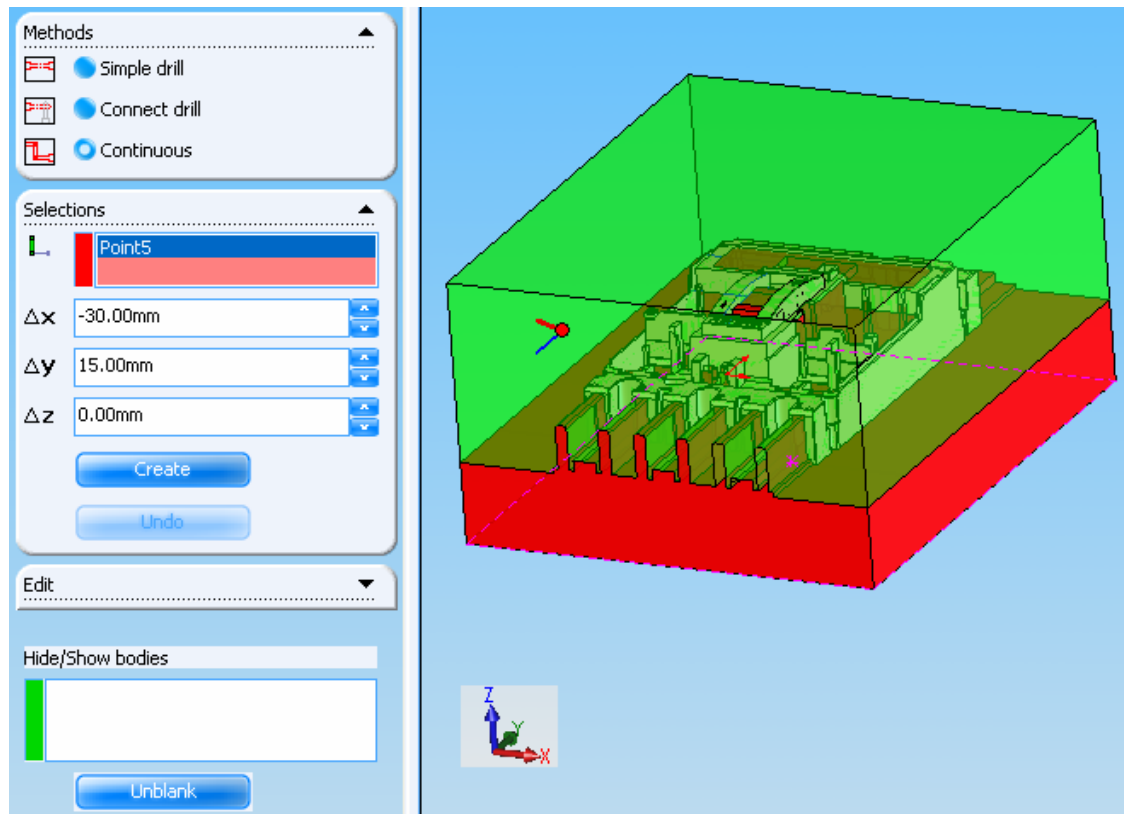 Methods
Simple drill
Connect drill
Continuous
Selections
Point5
Δx -30.00mm
Δy 15.00mm
Δz 0.00mm
Create
Undo
Edit
Hide/Show bodies
Unblank
Z
Y
X